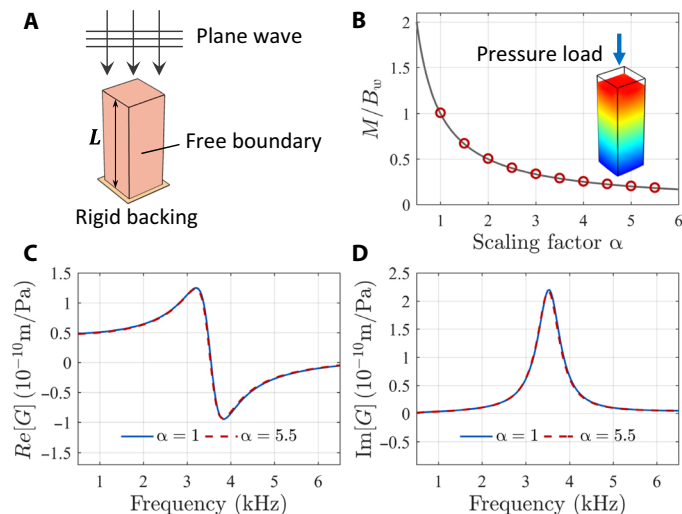 A
Plane wave
L
Free boundary
Rigid backing
B
Pressure load
M/B_w
2
1.5
1
0.5
0
1 2 3 4 5 6
Scaling factor α
C
Re[G] (10⁻¹⁰m/Pa)
1.5
1
0.5
0
−0.5
−1
−1.5
α = 1 α = 5.5
1 2 3 4 5 6
Frequency (kHz)
D
Im[G] (10⁻¹⁰m/Pa)
2.5
2
1.5
1
0.5
0
−0.5
α = 1 α = 5.5
1 2 3 4 5 6
Frequency (kHz)